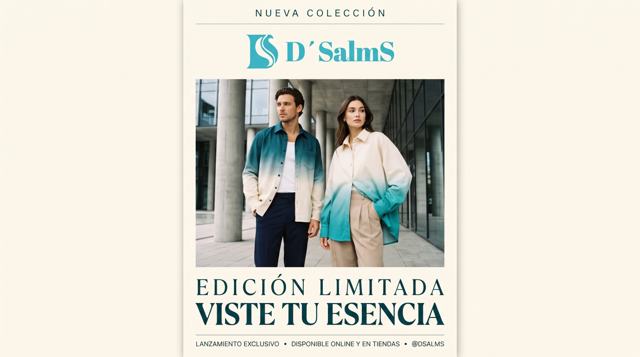 NUEVA COLECCIÓN
D´SalmS
EDICIÓN LIMITADA
VISTE TU ESENCIA
LANZAMIENTO EXCLUSIVO • DISPONIBLE ONLINE Y EN TIENDAS • @DSALMS